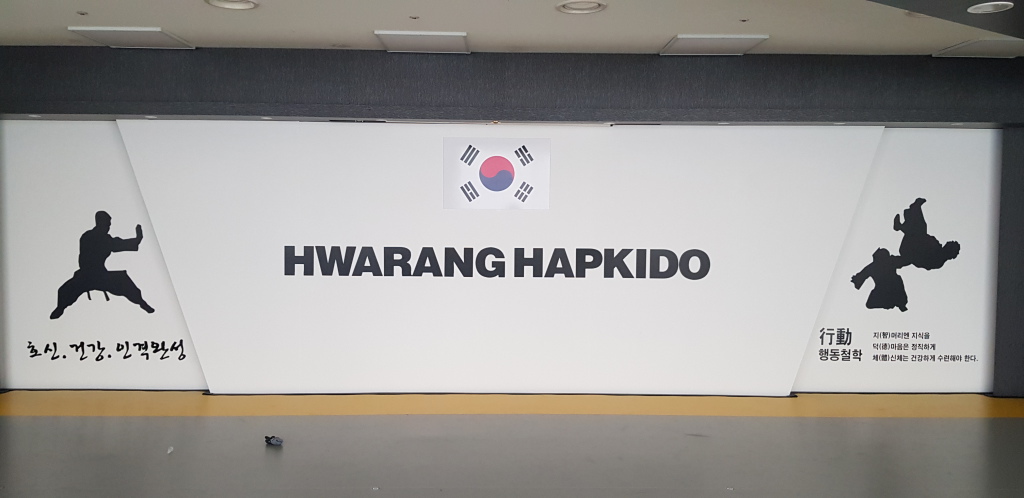 HWARANG HAPKIDO
호신.건강.인격완성
行動
행동철학
지(智)머리엔 지식을
덕(德)마음은 정직하게
체(體)신체는 건강하게 수련해야 한다.